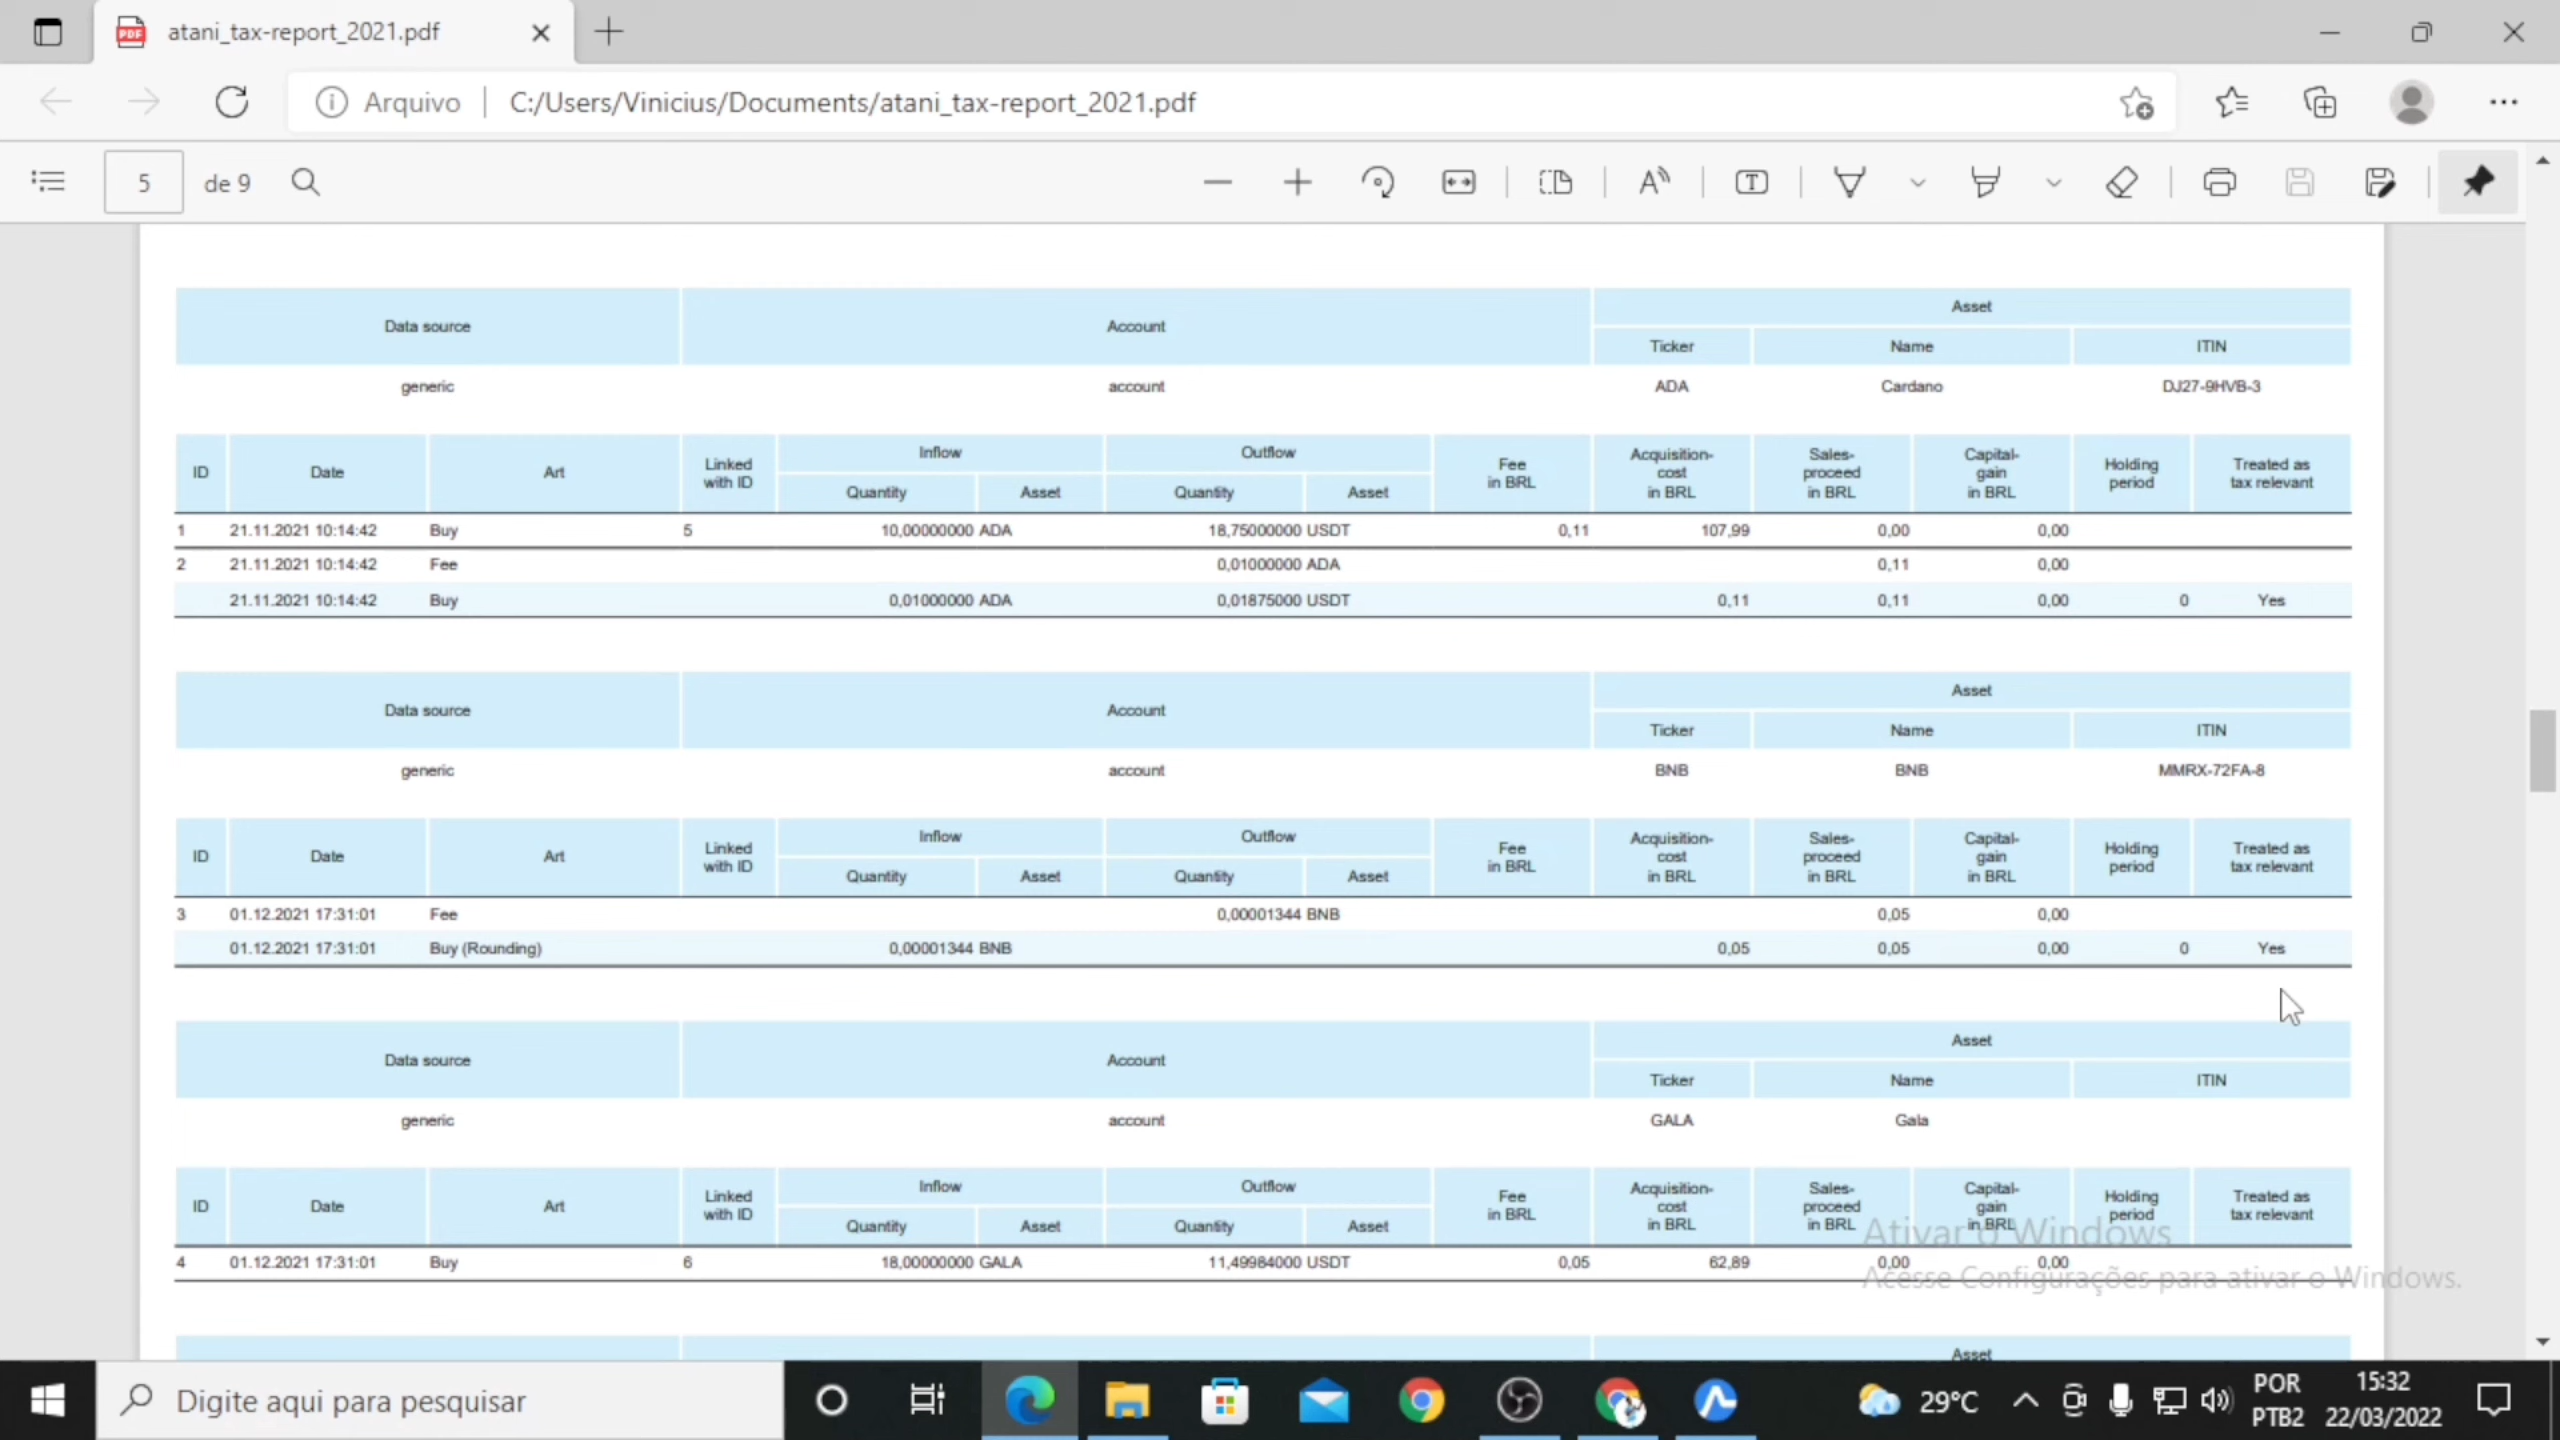 atani_tax-report_2021.pdf
Arquivo C:/Users/Vinicius/Documents/atani_tax-report_2021.pdf
5 de 9
Data source Account Asset
Ticker Name ITIN
generic account ADA Cardano DJ27-9HVB-3
ID Date Art Linked with ID Inflow Outflow Fee in BRL Acquisition-cost in BRL Sales-proceed in BRL Capital-gain in BRL Holding period Treated as tax relevant
Quantity Asset Quantity Asset
1 21.11.2021 10:14:42 Buy 5 10,00000000 ADA 18,75000000 USDT 0,11 107,99 0,00 0,00
2 21.11.2021 10:14:42 Fee 0,01000000 ADA 0,11 0,00
21.11.2021 10:14:42 Buy 0,01000000 ADA 0,01875000 USDT 0,11 0,11 0,00 0 Yes
Data source Account Asset
Ticker Name ITIN
generic account BNB BNB MMRX-72FA-8
ID Date Art Linked with ID Inflow Outflow Fee in BRL Acquisition-cost in BRL Sales-proceed in BRL Capital-gain in BRL Holding period Treated as tax relevant
Quantity Asset Quantity Asset
3 01.12.2021 17:31:01 Fee 0,00001344 BNB 0,05 0,00
01.12.2021 17:31:01 Buy (Rounding) 0,00001344 BNB 0,05 0,05 0,00 0 Yes
Data source Account Asset
Ticker Name ITIN
generic account GALA Gala
ID Date Art Linked with ID Inflow Outflow Fee in BRL Acquisition-cost in BRL Sales-proceed in BRL Capital-gain in BRL Holding period Treated as tax relevant
Quantity Asset Quantity Asset
4 01.12.2021 17:31:01 Buy 6 18,00000000 GALA 11,49984000 USDT 0,05 62,89 0,00 0,00
Ativar o Windows
Acesse Configurações para ativar o Windows.
Asset
Digite aqui para pesquisar 29°C POR 15:32
PTB2 22/03/2022